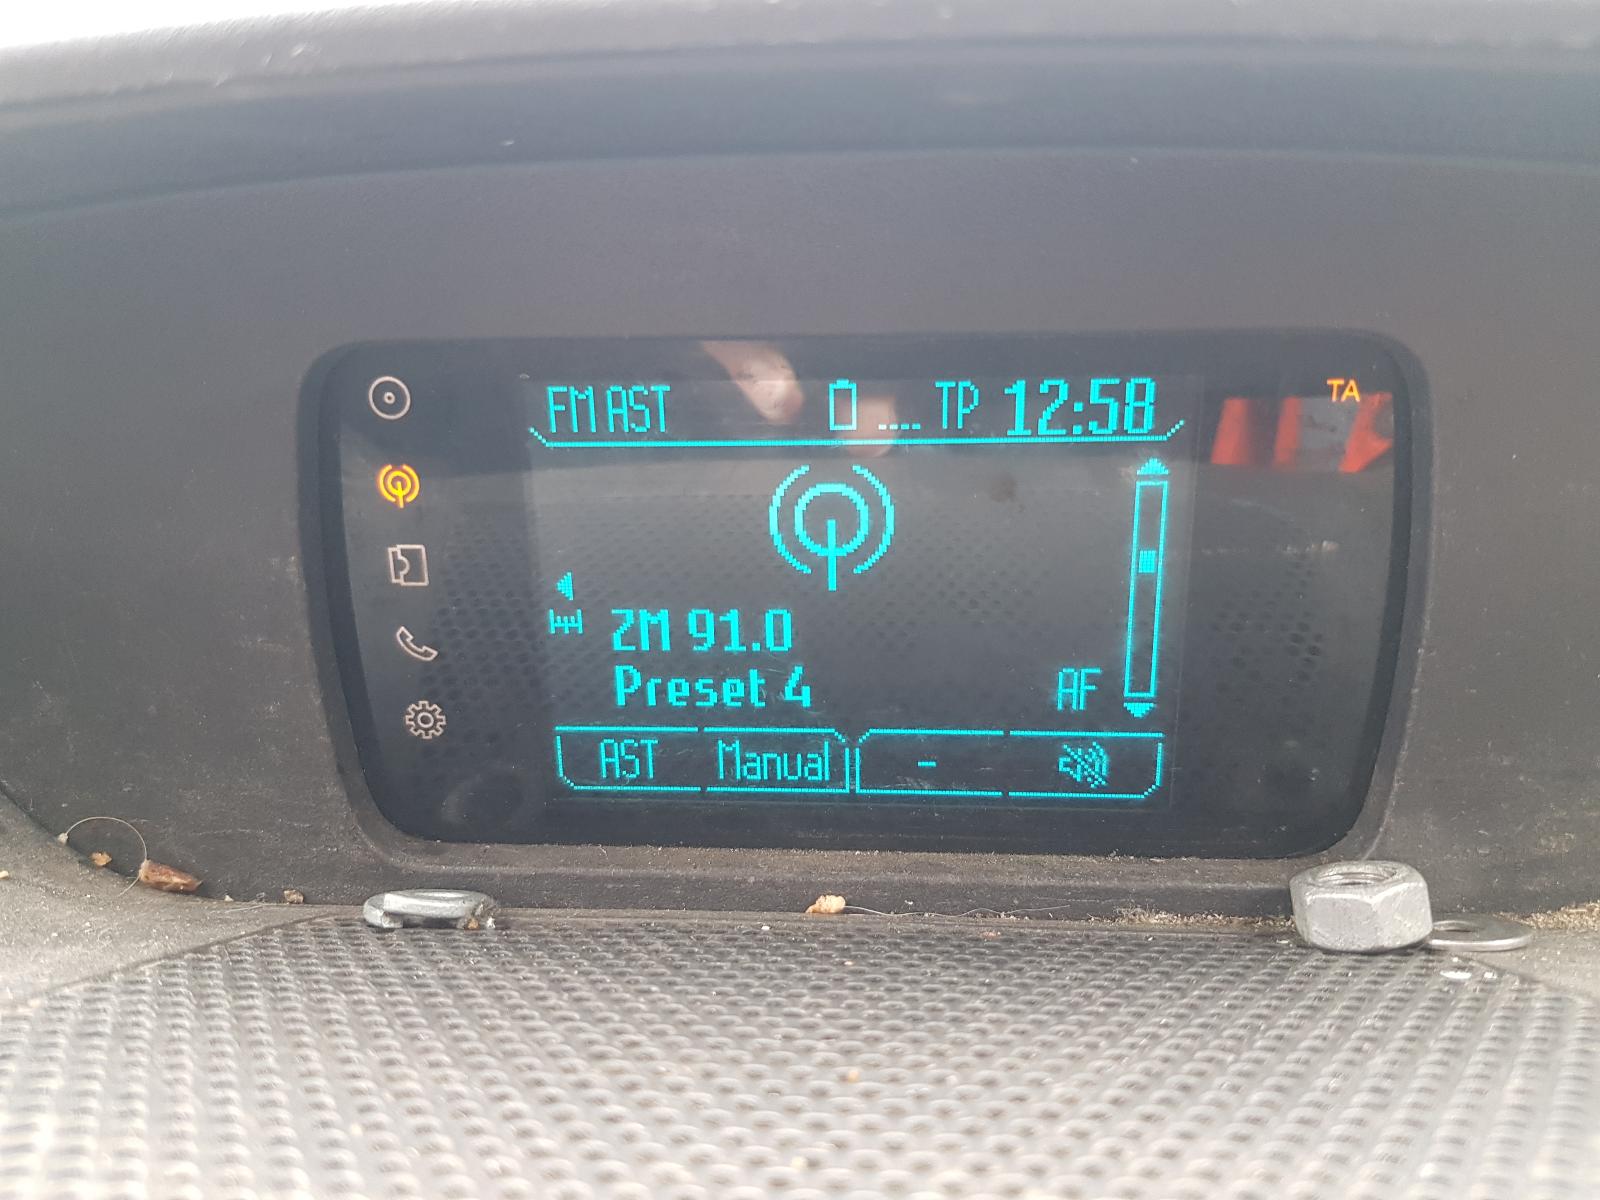 FM AST .... TP 12:58 TA
ZM 91.0
Preset 4 AF
AST Manual -